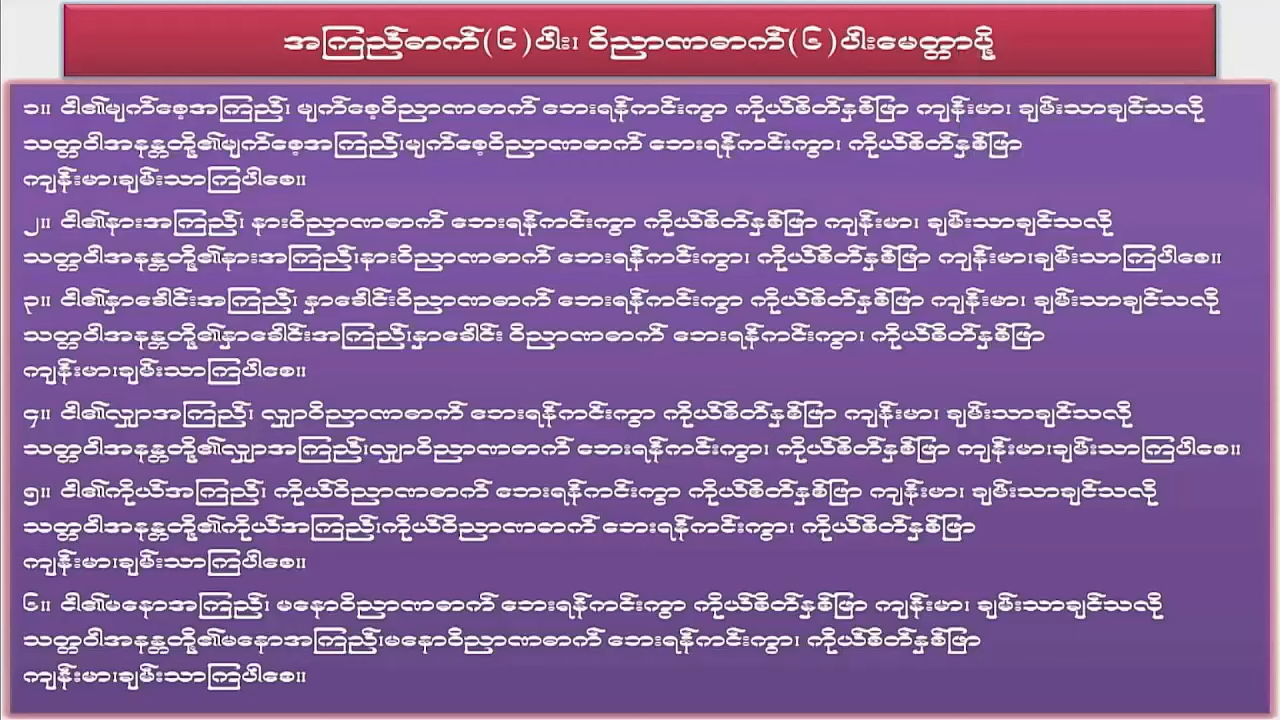 အကြည်ဓာက်(၆)ပါး၊ ဝိညာဏဓာက်(၆)ပါးမေတ္တာပို့
၁။ ငါ၏မျက်စေ့အကြည်၊ မျက်စေ့ဝိညာဏဓာက် ဘေးရန်ကင်းကွာ ကိုယ်စိတ်နှစ်ဖြာ ကျန်းမာ၊ ချမ်းသာချင်သလို
သတ္တဝါအနန္တတို့၏မျက်စေ့အကြည်၊မျက်စေ့ဝိညာဏဓာက် ဘေးရန်ကင်းကွာ၊ ကိုယ်စိတ်နှစ်ဖြာ
ကျန်းမာ၊ချမ်းသာကြပါစေ။
၂။ ငါ၏နားအကြည်၊ နားဝိညာဏဓာက် ဘေးရန်ကင်းကွာ ကိုယ်စိတ်နှစ်ဖြာ ကျန်းမာ၊ ချမ်းသာချင်သလို
သတ္တဝါအနန္တတို့၏နားအကြည်၊နားဝိညာဏဓာက် ဘေးရန်ကင်းကွာ၊ ကိုယ်စိတ်နှစ်ဖြာ ကျန်းမာ၊ချမ်းသာကြပါစေ။
၃။ ငါ၏နှာခေါင်းအကြည်၊ နှာခေါင်းဝိညာဏဓာက် ဘေးရန်ကင်းကွာ ကိုယ်စိတ်နှစ်ဖြာ ကျန်းမာ၊ ချမ်းသာချင်သလို
သတ္တဝါအနန္တတို့၏နှာခေါင်းအကြည်၊နှာခေါင်း ဝိညာဏဓာက် ဘေးရန်ကင်းကွာ၊ ကိုယ်စိတ်နှစ်ဖြာ
ကျန်းမာ၊ချမ်းသာကြပါစေ။
၄။ ငါ၏လျှာအကြည်၊ လျှာဝိညာဏဓာက် ဘေးရန်ကင်းကွာ ကိုယ်စိတ်နှစ်ဖြာ ကျန်းမာ၊ ချမ်းသာချင်သလို
သတ္တဝါအနန္တတို့၏လျှာအကြည်၊လျှာဝိညာဏဓာက် ဘေးရန်ကင်းကွာ၊ ကိုယ်စိတ်နှစ်ဖြာ ကျန်းမာ၊ချမ်းသာကြပါစေ။
၅။ ငါ၏ကိုယ်အကြည်၊ ကိုယ်ဝိညာဏဓာက် ဘေးရန်ကင်းကွာ ကိုယ်စိတ်နှစ်ဖြာ ကျန်းမာ၊ ချမ်းသာချင်သလို
သတ္တဝါအနန္တတို့၏ကိုယ်အကြည်၊ကိုယ်ဝိညာဏဓာက် ဘေးရန်ကင်းကွာ၊ ကိုယ်စိတ်နှစ်ဖြာ
ကျန်းမာ၊ချမ်းသာကြပါစေ။
၆။ ငါ၏မနောအကြည်၊ မနောဝိညာဏဓာက် ဘေးရန်ကင်းကွာ ကိုယ်စိတ်နှစ်ဖြာ ကျန်းမာ၊ ချမ်းသာချင်သလို
သတ္တဝါအနန္တတို့၏မနောအကြည်၊မနောဝိညာဏဓာက် ဘေးရန်ကင်းကွာ၊ ကိုယ်စိတ်နှစ်ဖြာ
ကျန်းမာ၊ချမ်းသာကြပါစေ။